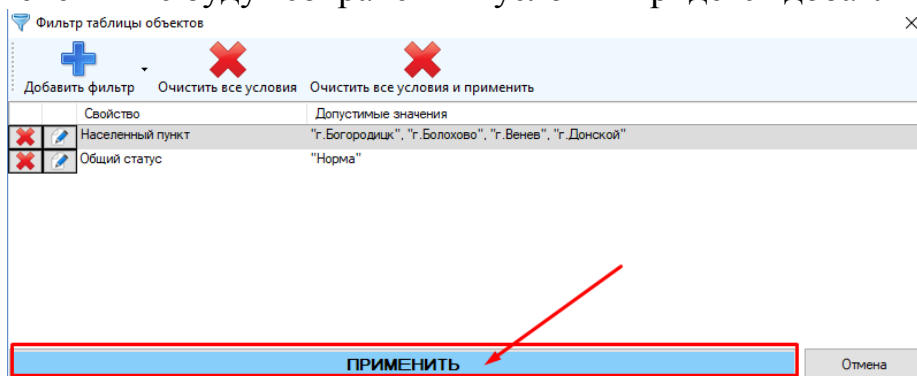 Фильтр таблицы объектов
Добавить фильтр Очистить все условия Очистить все условия и применить
Свойство Допустимые значения
Населенный пункт "г.Богородицк", "г.Болохово", "г.Венев", "г.Донской"
Общий статус "Норма"
ПРИМЕНИТЬ Отмена